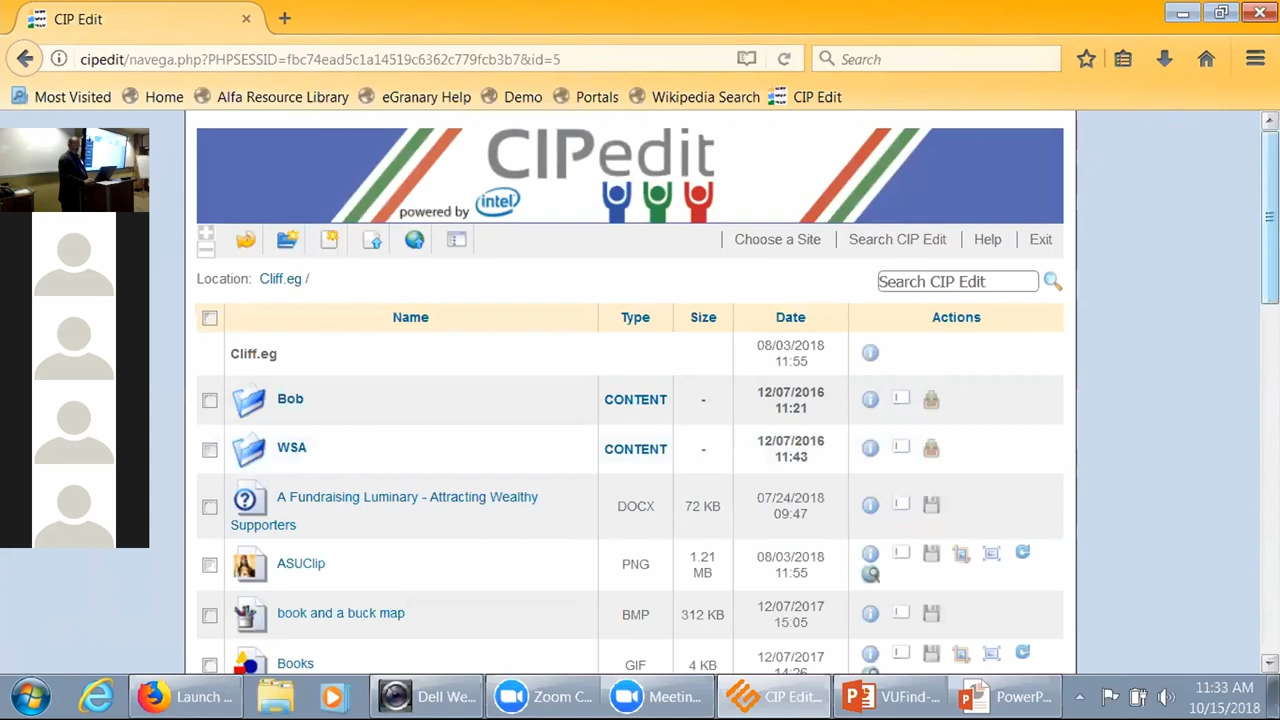 CIP Edit
cipedit/navega.php?PHPSESSID=fbc74ead5c1a14519c6362c779fcb3b7&id=5
Search
Most Visited Home Alfa Resource Library eGranary Help Demo Portals Wikipedia Search CIP Edit
CIPedit
powered by intel
Choose a Site Search CIP Edit Help Exit
Location: Cliff.eg /
Search CIP Edit
Name Type Size Date Actions
Cliff.eg 08/03/2018
11:55
Bob CONTENT - 12/07/2016
11:21
WSA CONTENT - 12/07/2016
11:43
A Fundraising Luminary - Attracting Wealthy
Supporters DOCX 72 KB 07/24/2018
09:47
ASUClip PNG 1.21
MB 08/03/2018
11:55
book and a buck map BMP 312 KB 12/07/2017
15:05
Books GIF 4 KB 12/07/2017
14:26
Launch ... Dell We... Zoom C... Meetin... CIP Edit... VUFind-... PowerP...
11:33 AM
10/15/2018